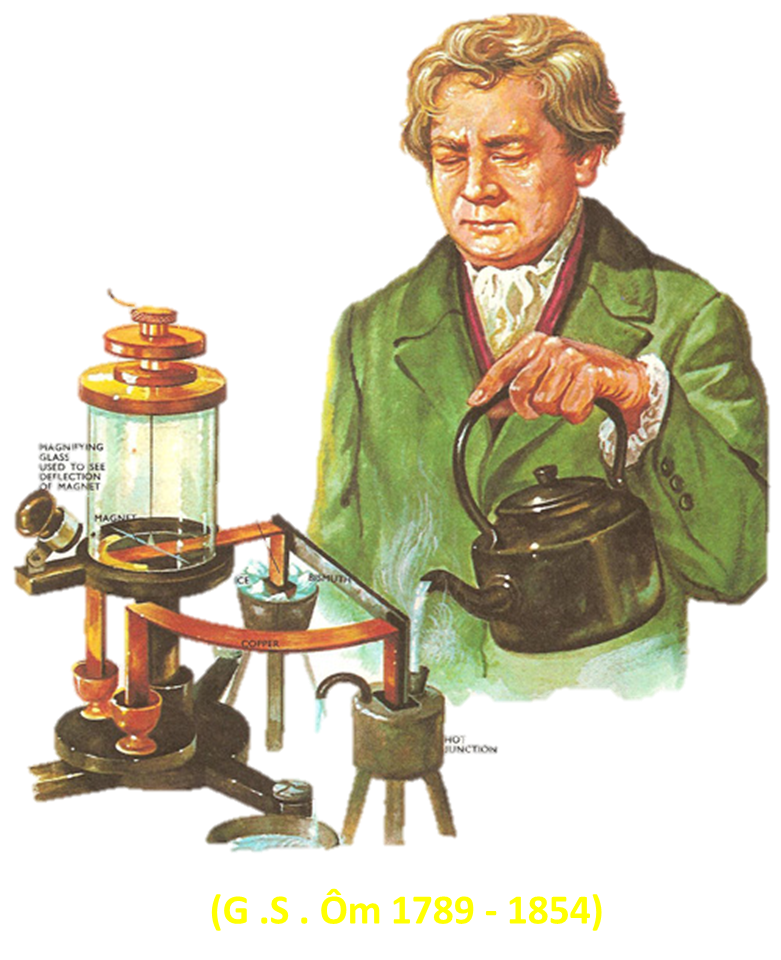 MAGNIFYING
GLASS
USED TO SEE
DEFLECTION
OF MAGNET
MAGNET
ICE
BISMUTH
COPPER
HOT
JUNCTION
(G .S . Ôm 1789 - 1854)